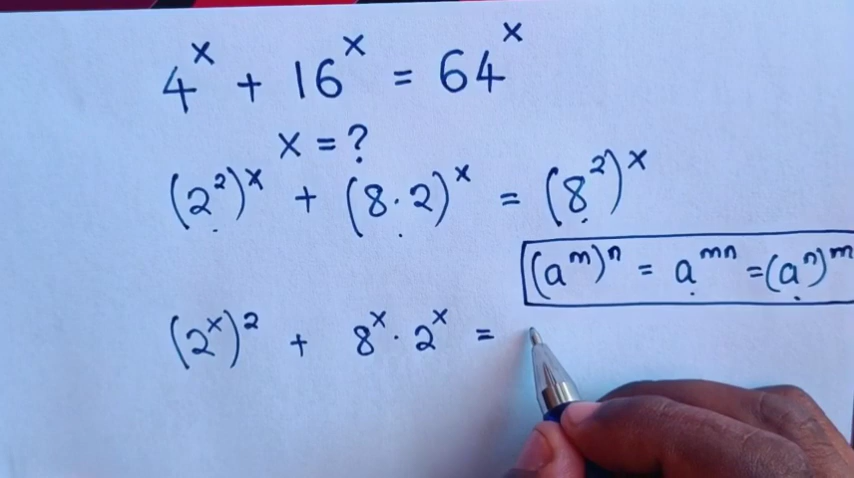 4^x + 16^x = 64^x
x = ?
(2^2)^x + (8·2)^x = (8^2)^x
(a^m)^n = a^mn = (a^n)^m
(2^x)^2 + 8^x · 2^x =